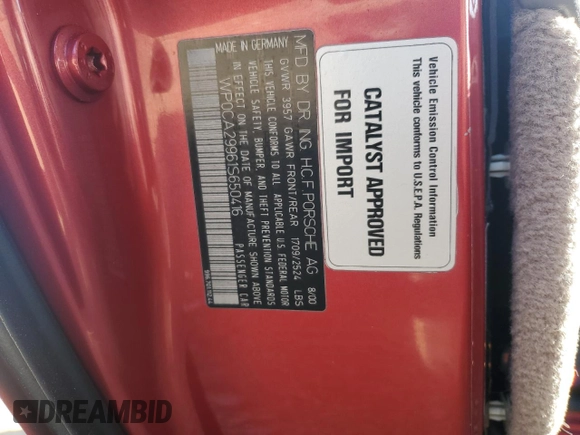 MADE IN GERMANY
MFD BY DR. ING. H.C.F. PORSCHE AG 8/00
GVWR 3957 GAWR FRONT/REAR 1709/2524 LBS
THIS VEHICLE CONFORMS TO ALL APPLICABLE U.S. FEDERAL MOTOR
VEHICLE SAFETY, BUMPER, AND THEFT PREVENTION STANDARDS
IN EFFECT ON THE DATE OF MANUFACTURE SHOWN ABOVE
WP0CA29961S650416 PASSENGER CAR
Vehicle Emission Control Information
This vehicle conforms to U.S.E.P.A. Regulations
CATALYST APPROVED
FOR IMPORT
DREAMBID